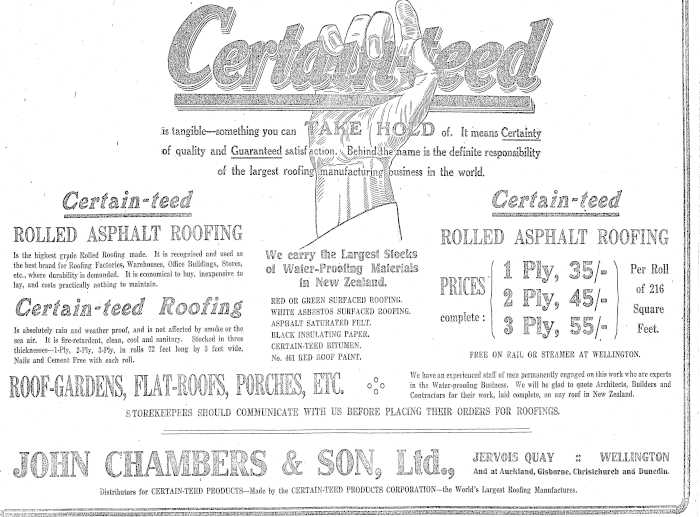 Certain-teed
is tangible—something you can TAKE HOLD of. It means Certainty
of quality and Guaranteed satisfaction. Behind the name is the definite responsibility
of the largest roofing manufacturing business in the world.
Certain-teed
ROLLED ASPHALT ROOFING
Is the highest grade Rolled Roofing made. It is recognised and used as
the best brand for Roofing Factories, Warehouses, Office Buildings, Stores,
etc., where durability is demanded. It is economical to buy, inexpensive to
lay, and costs practically nothing to maintain.
Certain-teed Roofing
Is absolutely rain and weather proof, and is not affected by smoke or the
sea air. It is fire-retardent, clean, cool and sanitary. Stocked in three
thicknesses—1-Ply, 2-Ply, 3-Ply, in rolls 72 feet long by 3 feet wide,
Nails and Cement Free with each roll.
We carry the Largest Stocks
of Water-Proofing Materials
in New Zealand.
RED OR GREEN SURFACED ROOFING.
WHITE ASBESTOS SURFACED ROOFING.
ASPHALT SATURATED FELT.
BLACK INSULATING PAPER.
CERTAIN-TEED BITUMEN.
No. 461 RED ROOF PAINT.
Certain-teed
ROLLED ASPHALT ROOFING
PRICES
complete:
1 Ply, 35/-
2 Ply, 45/-
3 Ply, 55/-
Per Roll
of 216
Square
Feet.
FREE ON RAIL OR STEAMER AT WELLINGTON.
ROOF-GARDENS, FLAT-ROOFS, PORCHES, ETC.
We have an experienced staff of men permanently engaged on this work who are experts
in the Water-proofing Business. We will be glad to quote Architects, Builders and
Contractors for their work, laid complete, on any roof in New Zealand.
STOREKEEPERS SHOULD COMMUNICATE WITH US BEFORE PLACING THEIR ORDERS FOR ROOFINGS.
JOHN CHAMBERS & SON, Ltd.,
JERVOIS QUAY :: WELLINGTON
And at Auckland, Gisborne, Christchurch and Dunedin.
Distributors for CERTAIN-TEED PRODUCTS—Made by the CERTAIN-TEED PRODUCTS CORPORATION—the World's Largest Roofing Manufactures.